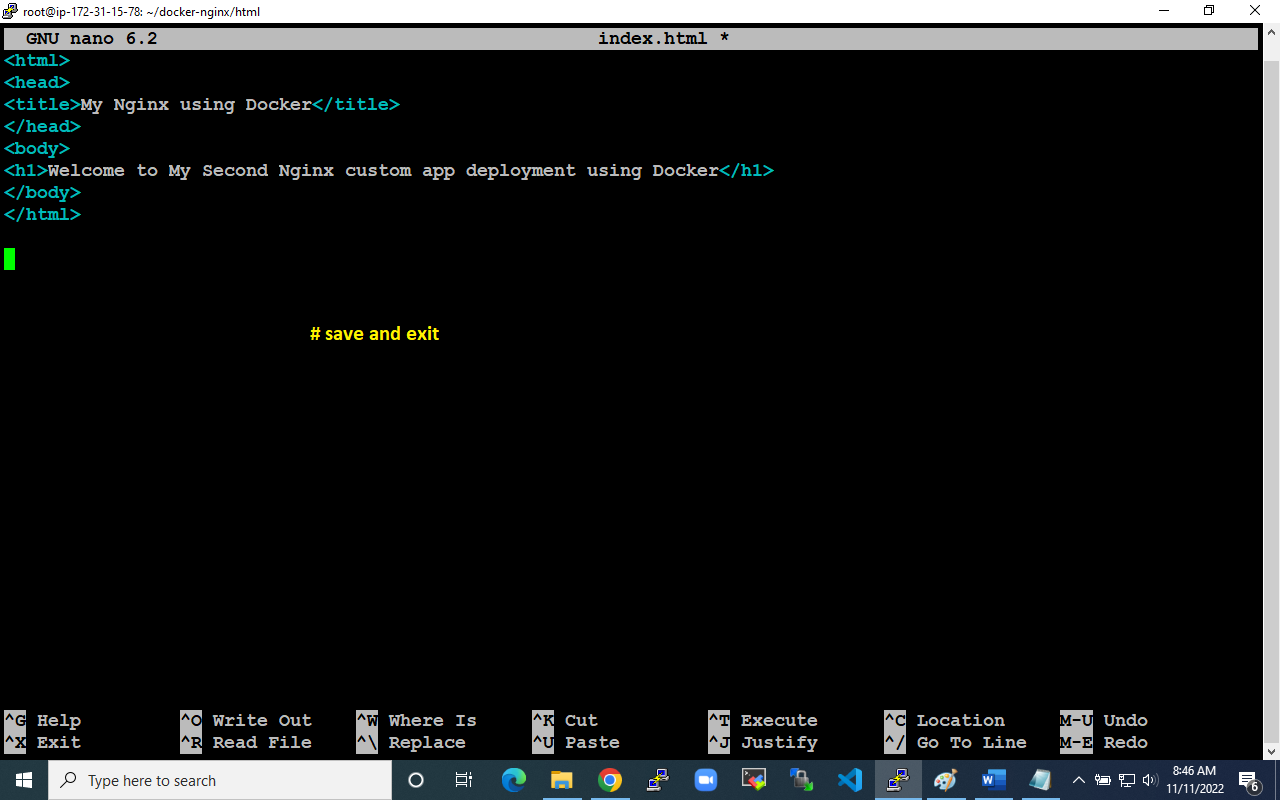 root@ip-172-31-15-78: ~/docker-nginx/html
GNU nano 6.2 index.html *
<html>
<head>
<title>My Nginx using Docker</title>
</head>
<body>
<h1>Welcome to My Second Nginx custom app deployment using Docker</h1>
</body>
</html>
# save and exit
^G Help ^O Write Out ^W Where Is ^K Cut ^T Execute ^C Location M-U Undo
^X Exit ^R Read File ^\ Replace ^U Paste ^J Justify ^/ Go To Line M-E Redo
Type here to search
8:46 AM
11/11/2022
6